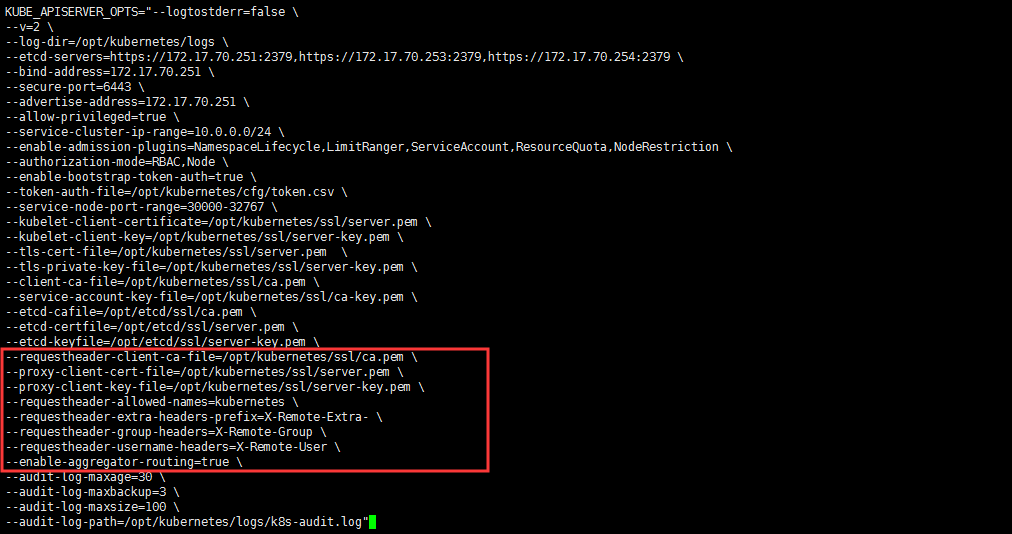 KUBE_APISERVER_OPTS="--logtostderr=false \
--v=2 \
--log-dir=/opt/kubernetes/logs \
--etcd-servers=https://172.17.70.251:2379,https://172.17.70.253:2379,https://172.17.70.254:2379 \
--bind-address=172.17.70.251 \
--secure-port=6443 \
--advertise-address=172.17.70.251 \
--allow-privileged=true \
--service-cluster-ip-range=10.0.0.0/24 \
--enable-admission-plugins=NamespaceLifecycle,LimitRanger,ServiceAccount,ResourceQuota,NodeRestriction \
--authorization-mode=RBAC,Node \
--enable-bootstrap-token-auth=true \
--token-auth-file=/opt/kubernetes/cfg/token.csv \
--service-node-port-range=30000-32767 \
--kubelet-client-certificate=/opt/kubernetes/ssl/server.pem \
--kubelet-client-key=/opt/kubernetes/ssl/server-key.pem \
--tls-cert-file=/opt/kubernetes/ssl/server.pem  \
--tls-private-key-file=/opt/kubernetes/ssl/server-key.pem \
--client-ca-file=/opt/kubernetes/ssl/ca.pem \
--service-account-key-file=/opt/kubernetes/ssl/ca-key.pem \
--etcd-cafile=/opt/etcd/ssl/ca.pem \
--etcd-certfile=/opt/etcd/ssl/server.pem \
--etcd-keyfile=/opt/etcd/ssl/server-key.pem \
--requestheader-client-ca-file=/opt/kubernetes/ssl/ca.pem \
--proxy-client-cert-file=/opt/kubernetes/ssl/server.pem \
--proxy-client-key-file=/opt/kubernetes/ssl/server-key.pem \
--requestheader-allowed-names=kubernetes \
--requestheader-extra-headers-prefix=X-Remote-Extra- \
--requestheader-group-headers=X-Remote-Group \
--requestheader-username-headers=X-Remote-User \
--enable-aggregator-routing=true \
--audit-log-maxage=30 \
--audit-log-maxbackup=3 \
--audit-log-maxsize=100 \
--audit-log-path=/opt/kubernetes/logs/k8s-audit.log"